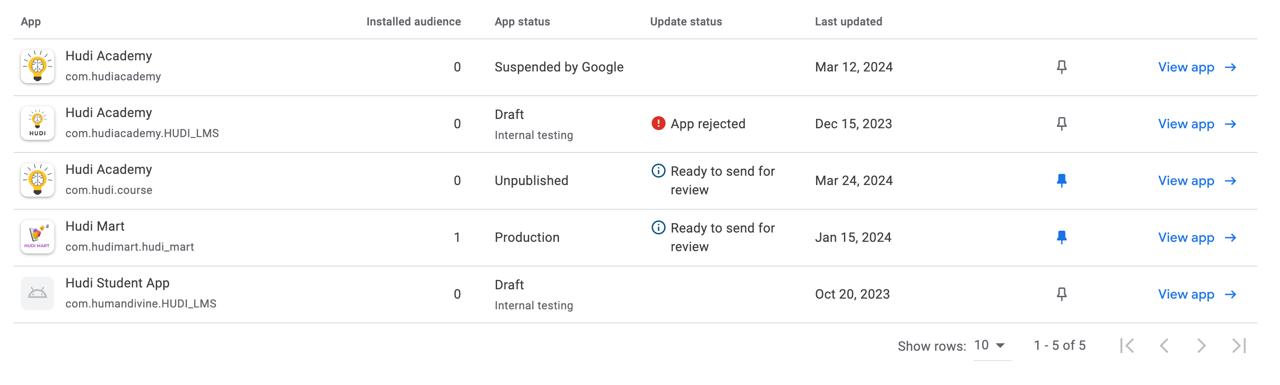 App Installed audience App status Update status Last updated
Hudi Academy
com.hudiacademy
0 Suspended by Google Mar 12, 2024 View app
Hudi Academy
com.hudiacademy.HUDI_LMS
HUDI
0 Draft
Internal testing
App rejected Dec 15, 2023 View app
Hudi Academy
com.hudi.course
0 Unpublished Ready to send for
review
Mar 24, 2024 View app
Hudi Mart
com.hudimart.hudi_mart
HUDI MART
1 Production Ready to send for
review
Jan 15, 2024 View app
Hudi Student App
com.humandivine.HUDI_LMS
0 Draft
Internal testing
Oct 20, 2023 View app
Show rows: 10 1 - 5 of 5